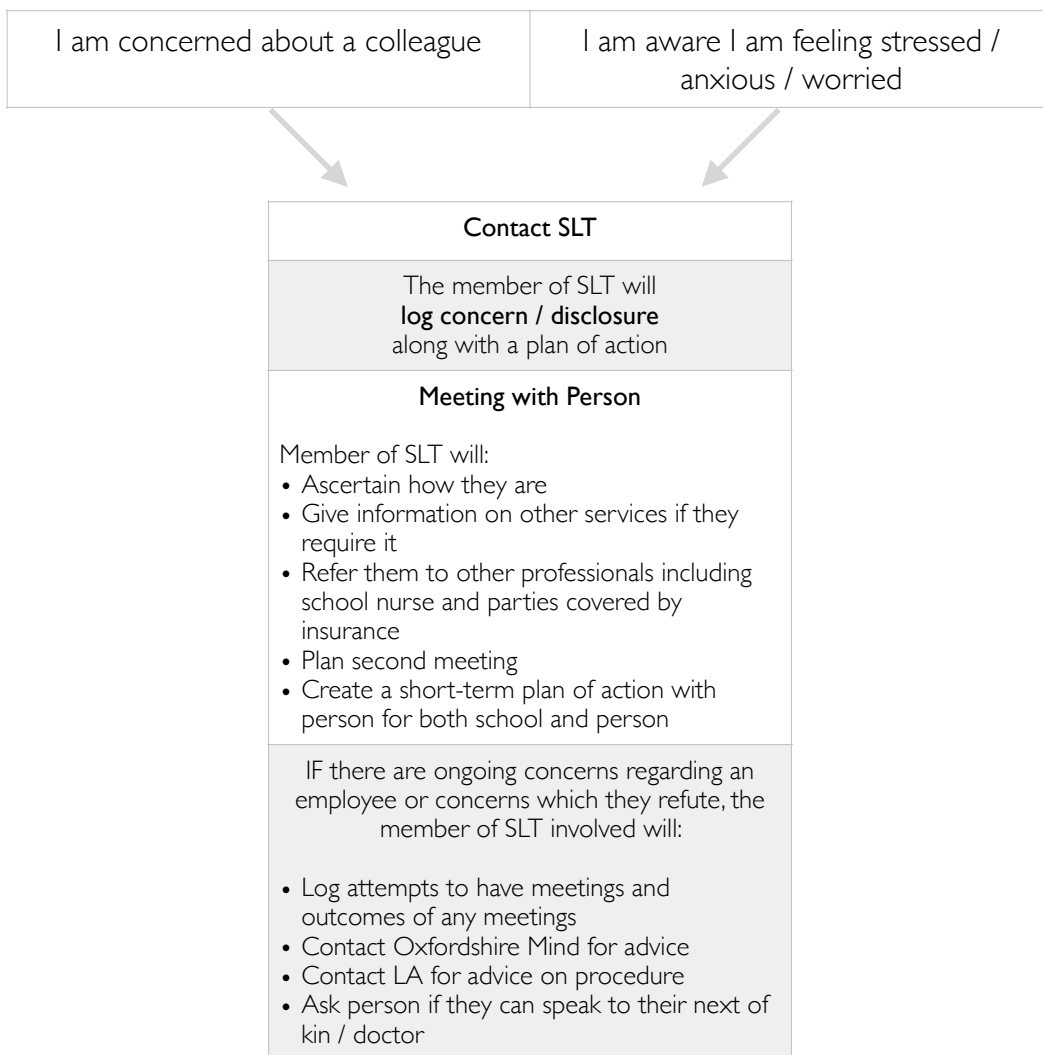 I am concerned about a colleague
I am aware I am feeling stressed /
anxious / worried
Contact SLT
The member of SLT will
log concern / disclosure
along with a plan of action
Meeting with Person
Member of SLT will:
• Ascertain how they are
• Give information on other services if they
require it
• Refer them to other professionals including
school nurse and parties covered by
insurance
• Plan second meeting
• Create a short-term plan of action with
person for both school and person
IF there are ongoing concerns regarding an
employee or concerns which they refute, the
member of SLT involved will:
• Log attempts to have meetings and
outcomes of any meetings
• Contact Oxfordshire Mind for advice
• Contact LA for advice on procedure
• Ask person if they can speak to their next of
kin / doctor